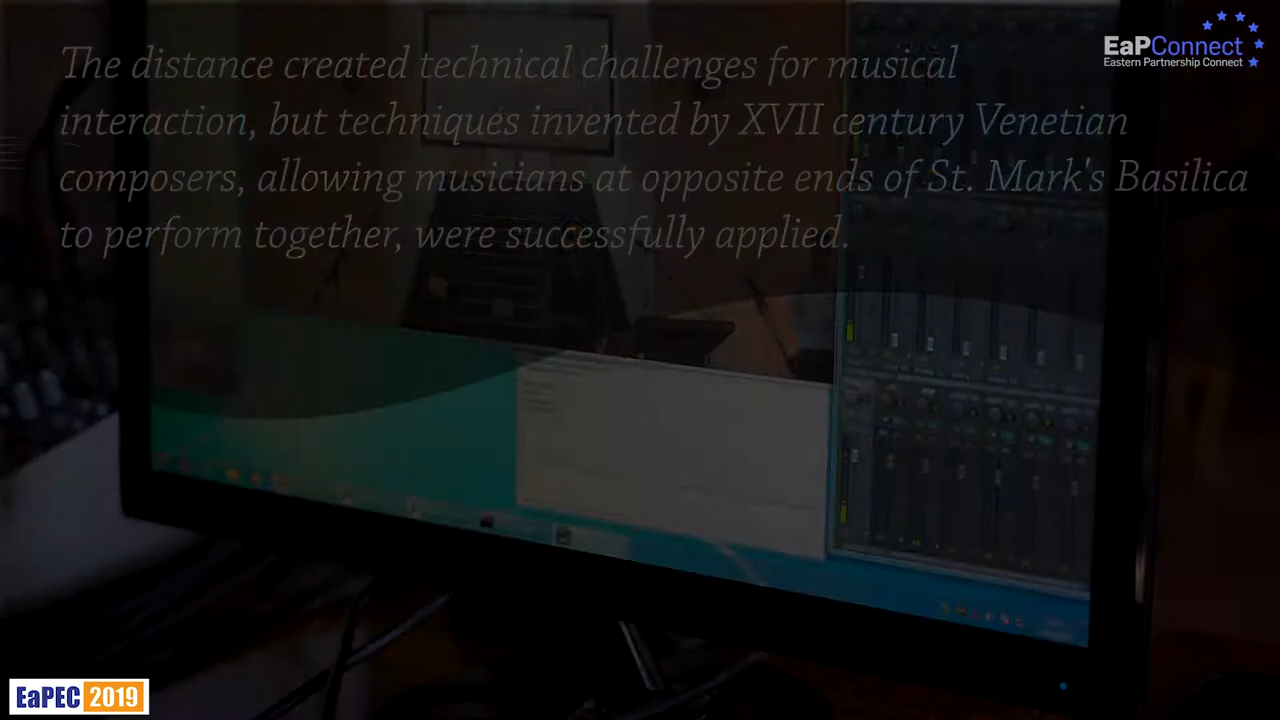 The distance created technical challenges for musical
interaction, but techniques invented by XVII century Venetian
composers, allowing musicians at opposite ends of St. Mark's Basilica
to perform together, were successfully applied.
EaPConnect
Eastern Partnership Connect
EaPEC 2019